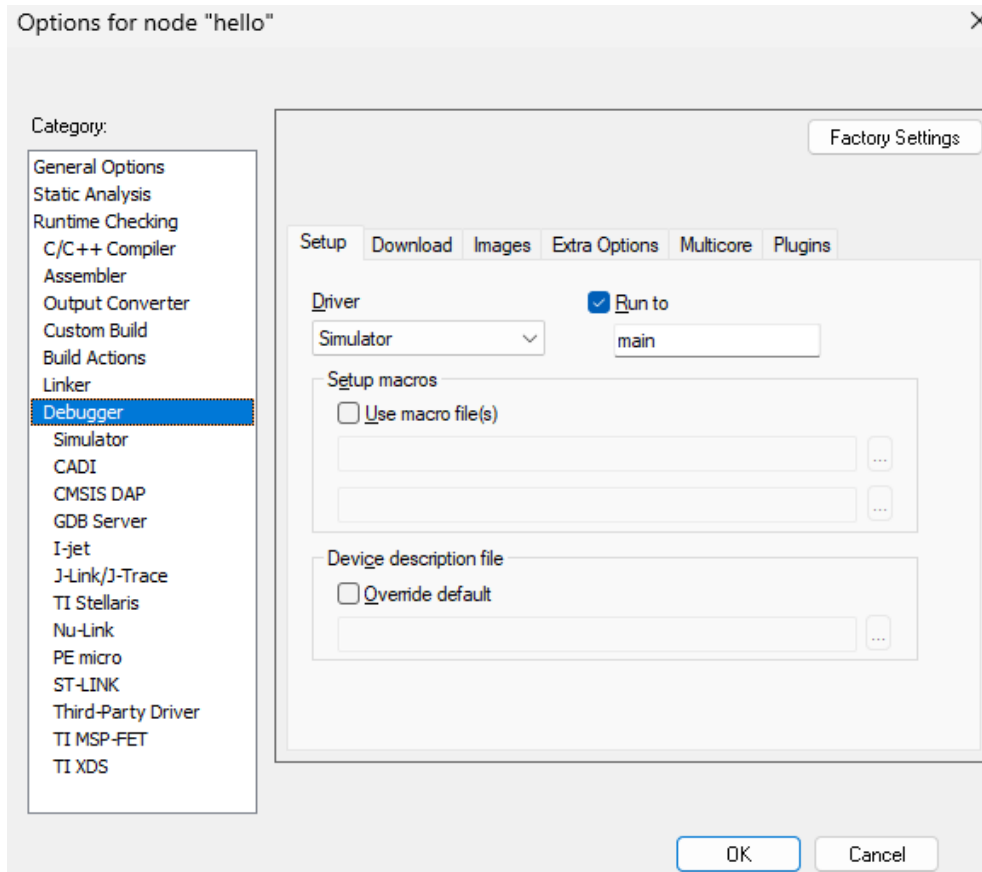 Options for node "hello"
Category:
Factory Settings
General Options
Static Analysis
Runtime Checking
C/C++ Compiler
Assembler
Output Converter
Custom Build
Build Actions
Linker
Debugger
Simulator
CADI
CMSIS DAP
GDB Server
I-jet
J-Link/J-Trace
TI Stellaris
Nu-Link
PE micro
ST-LINK
Third-Party Driver
TI MSP-FET
TI XDS
Setup Download Images Extra Options Multicore Plugins
Driver Run to
Simulator main
Setup macros
Use macro file(s)
...
...
Device description file
Override default
...
OK Cancel